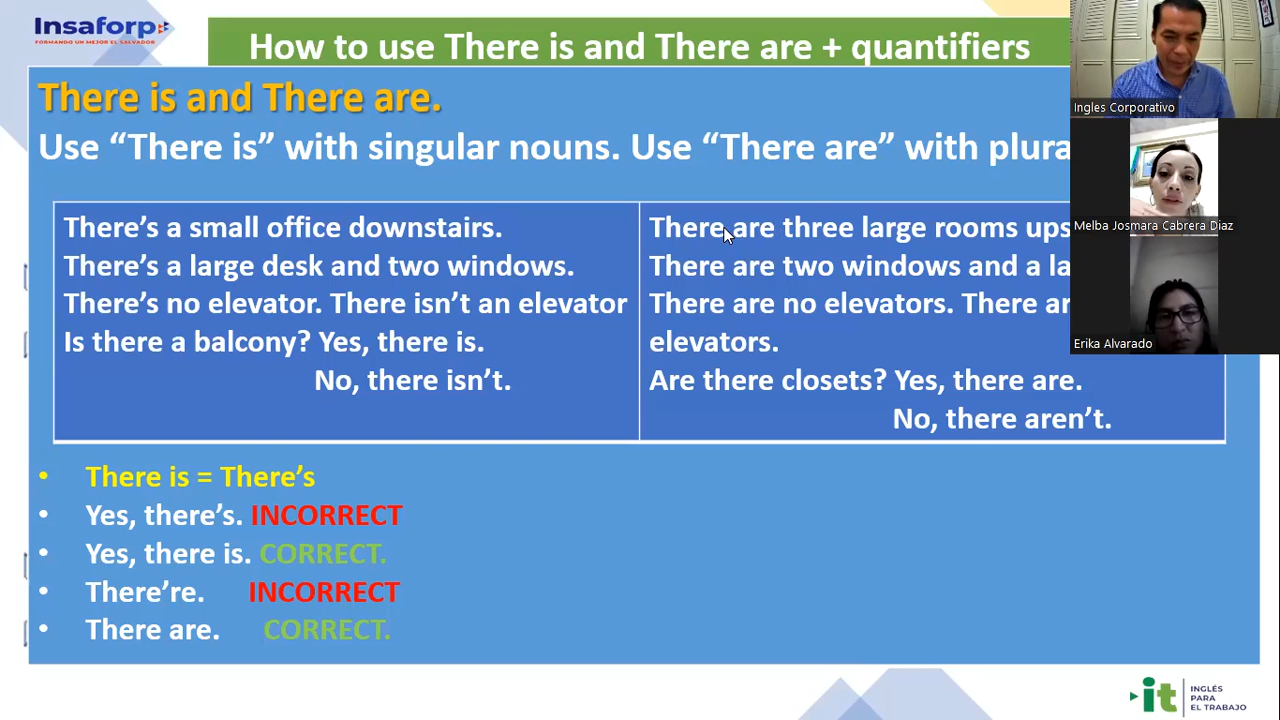 Insaforp
FORMANDO UN MEJOR EL SALVADOR
How to use There is and There are + quantifiers
There is and There are.
Use “There is” with singular nouns. Use “There are” with plura
There’s a small office downstairs.
There’s a large desk and two windows.
There’s no elevator. There isn’t an elevator
Is there a balcony? Yes, there is.
No, there isn’t.
There are three large rooms ups
There are two windows and a la
There are no elevators. There ar
elevators.
Are there closets? Yes, there are.
No, there aren’t.
• There is = There’s
• Yes, there’s. INCORRECT
• Yes, there is. CORRECT.
• There’re. INCORRECT
• There are. CORRECT.
Ingles Corporativo
Melba Josmara Cabrera Diaz
Erika Alvarado
it
INGLÉS
PARA
EL TRABAJO